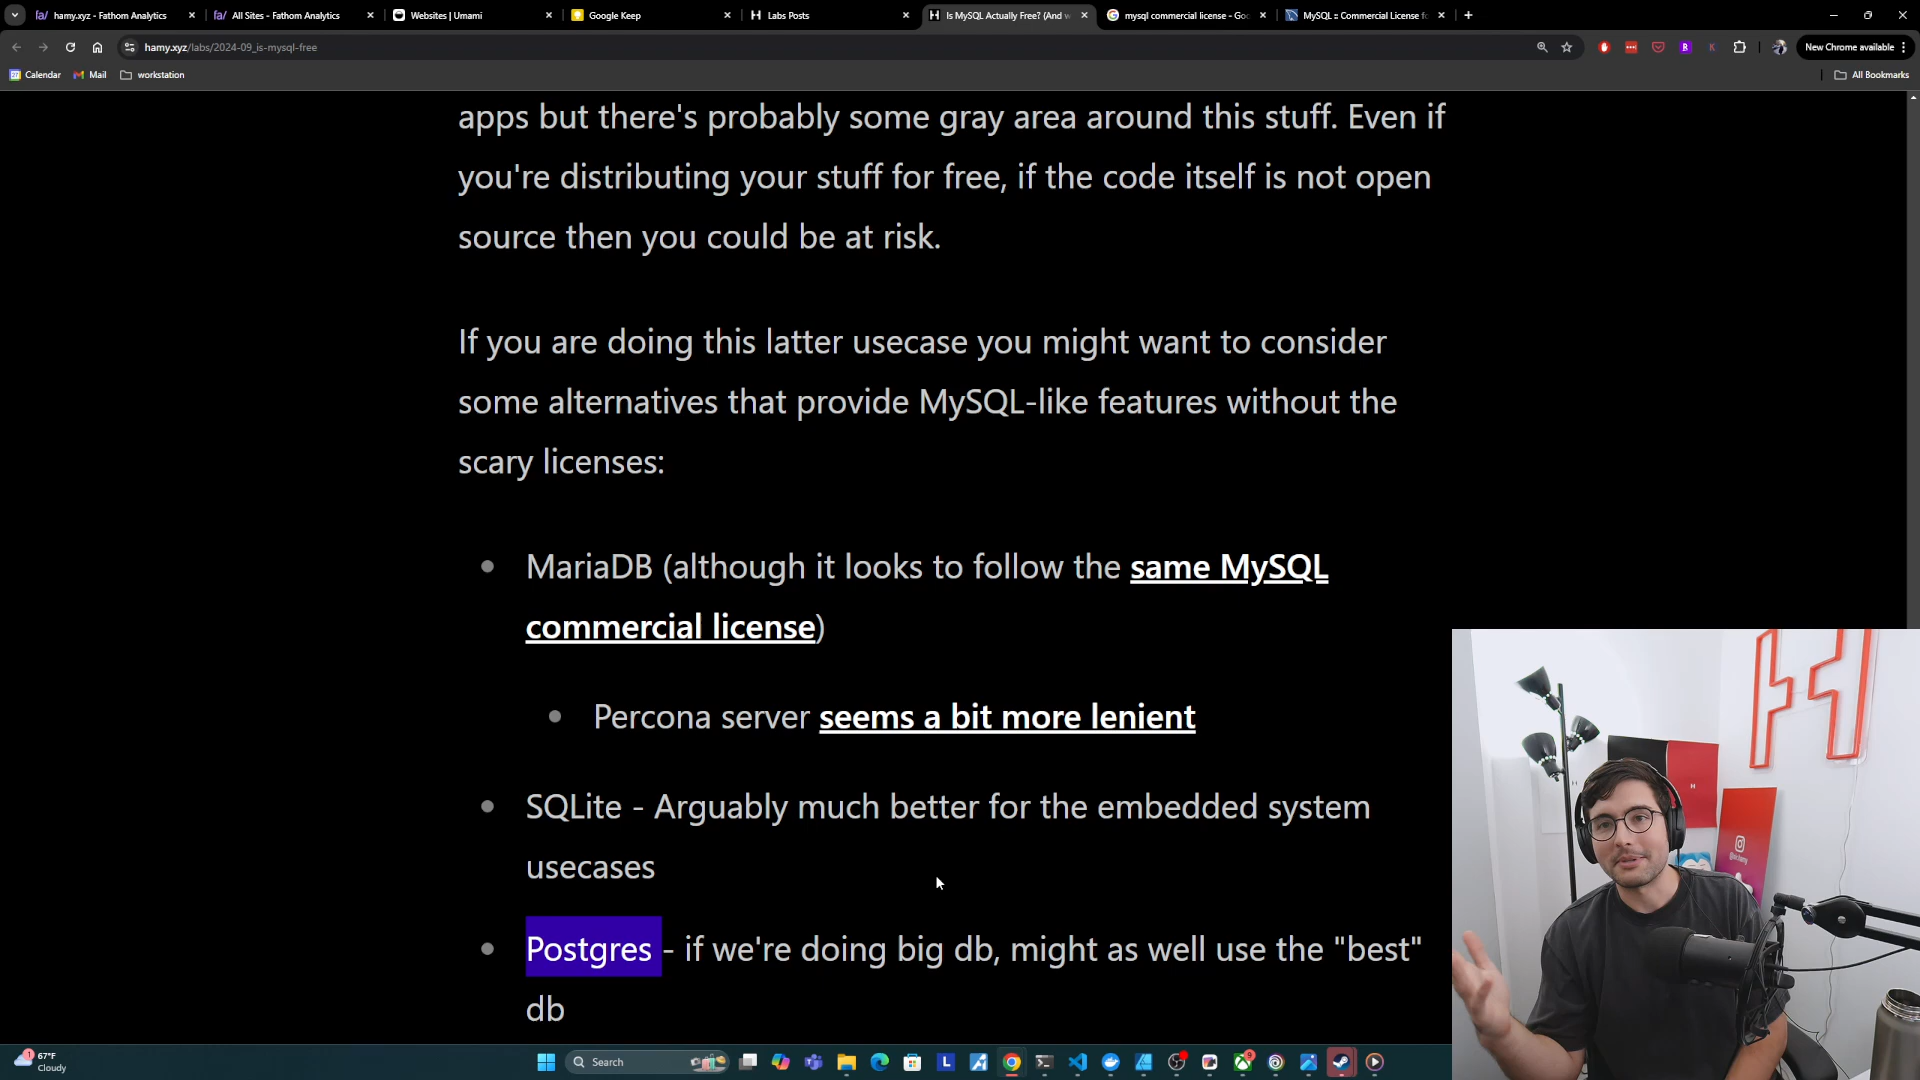 hamy.xyz - Fathom Analytics
All Sites - Fathom Analytics
Websites | Umami
Google Keep
Labs Posts
Is MySQL Actually Free? (And w
mysql commercial license - Goo
MySQL :: Commercial License fo
hamy.xyz/labs/2024-09_is-mysql-free
New Chrome available
Calendar
Mail
workstation
All Bookmarks
apps but there's probably some gray area around this stuff. Even if
you're distributing your stuff for free, if the code itself is not open
source then you could be at risk.
If you are doing this latter usecase you might want to consider
some alternatives that provide MySQL-like features without the
scary licenses:
MariaDB (although it looks to follow the same MySQL
commercial license)
Percona server seems a bit more lenient
SQLite - Arguably much better for the embedded system
usecases
Postgres - if we're doing big db, might as well use the "best"
db
67°F
Cloudy
Search